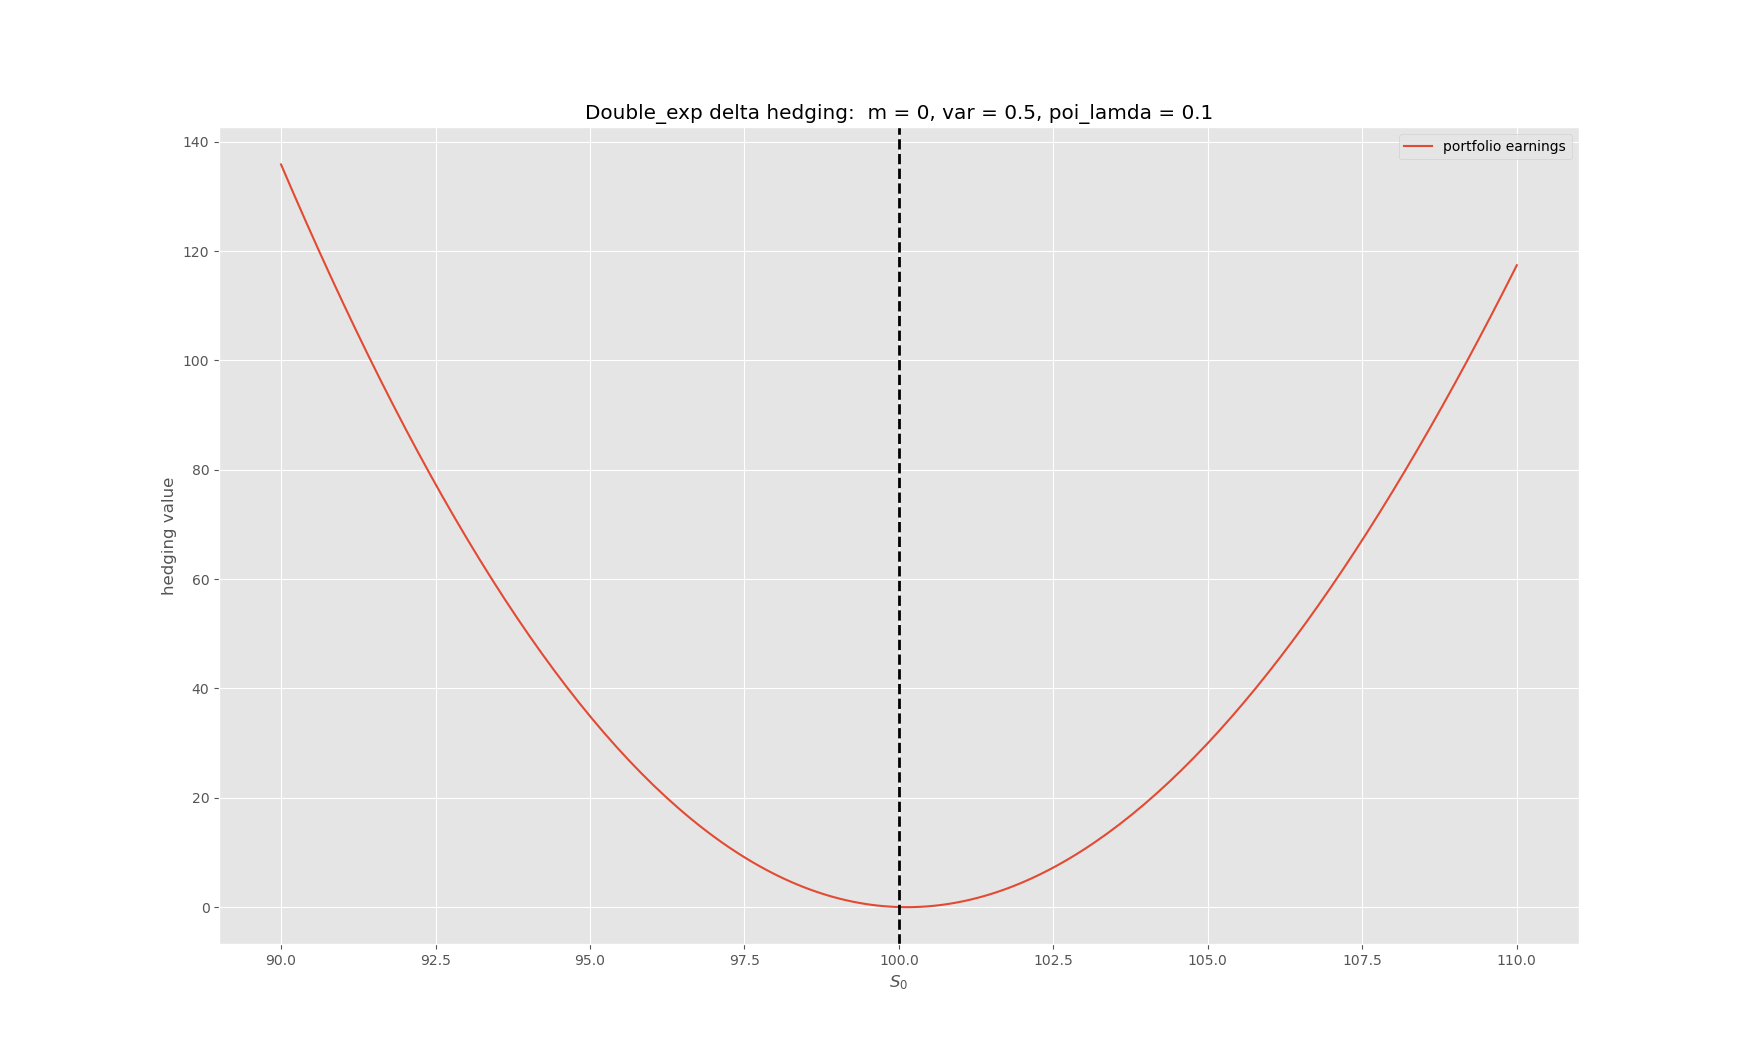 Double_exp delta hedging:  m = 0, var = 0.5, poi_lamda = 0.1
portfolio earnings
140
120
100
80
60
40
20
0
hedging value
90.0 92.5 95.0 97.5 100.0 102.5 105.0 107.5 110.0
S_0